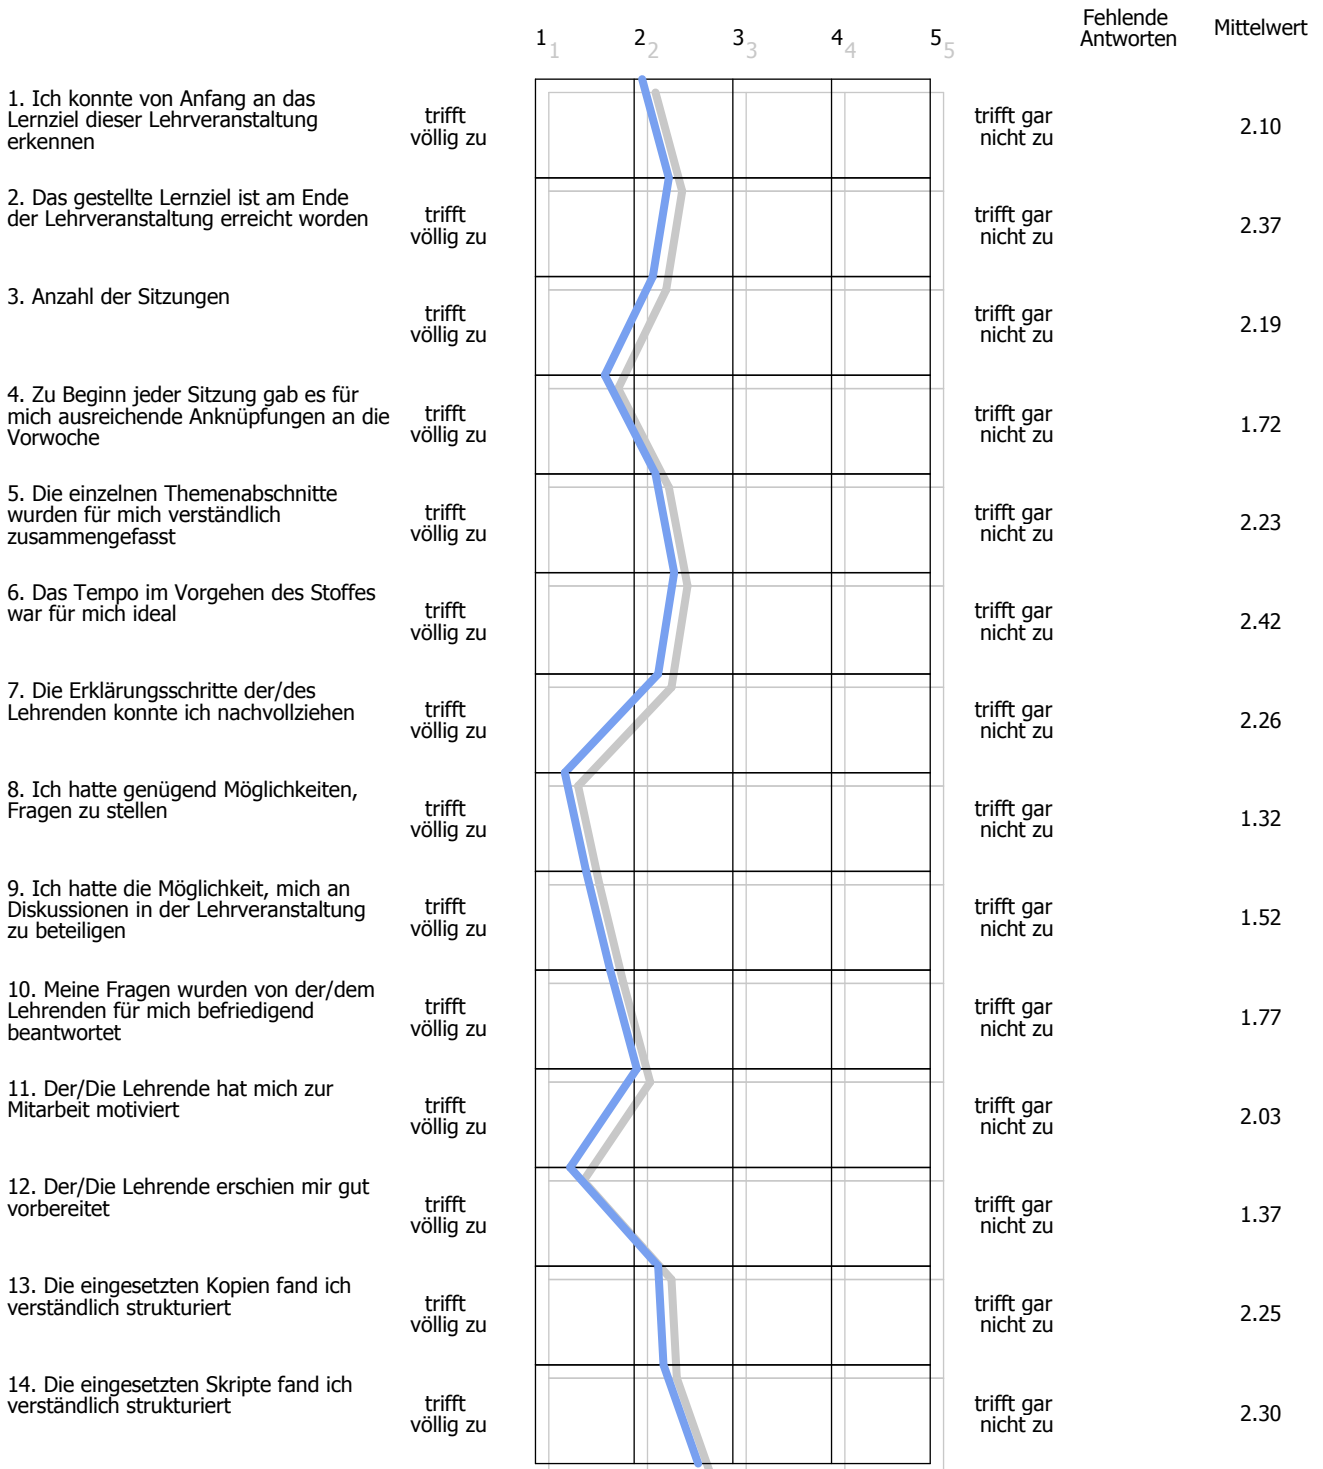 1 2 3 4 5
1 2 3 4 5
Fehlende
Antworten
Mittelwert
1. Ich konnte von Anfang an das
Lernziel dieser Lehrveranstaltung
erkennen
trifft
völlig zu
trifft gar
nicht zu
2.10
2. Das gestellte Lernziel ist am Ende
der Lehrveranstaltung erreicht worden
trifft
völlig zu
trifft gar
nicht zu
2.37
3. Anzahl der Sitzungen
trifft
völlig zu
trifft gar
nicht zu
2.19
4. Zu Beginn jeder Sitzung gab es für
mich ausreichende Anknüpfungen an die
Vorwoche
trifft
völlig zu
trifft gar
nicht zu
1.72
5. Die einzelnen Themenabschnitte
wurden für mich verständlich
zusammengefasst
trifft
völlig zu
trifft gar
nicht zu
2.23
6. Das Tempo im Vorgehen des Stoffes
war für mich ideal
trifft
völlig zu
trifft gar
nicht zu
2.42
7. Die Erklärungsschritte der/des
Lehrenden konnte ich nachvollziehen
trifft
völlig zu
trifft gar
nicht zu
2.26
8. Ich hatte genügend Möglichkeiten,
Fragen zu stellen
trifft
völlig zu
trifft gar
nicht zu
1.32
9. Ich hatte die Möglichkeit, mich an
Diskussionen in der Lehrveranstaltung
zu beteiligen
trifft
völlig zu
trifft gar
nicht zu
1.52
10. Meine Fragen wurden von der/dem
Lehrenden für mich befriedigend
beantwortet
trifft
völlig zu
trifft gar
nicht zu
1.77
11. Der/Die Lehrende hat mich zur
Mitarbeit motiviert
trifft
völlig zu
trifft gar
nicht zu
2.03
12. Der/Die Lehrende erschien mir gut
vorbereitet
trifft
völlig zu
trifft gar
nicht zu
1.37
13. Die eingesetzten Kopien fand ich
verständlich strukturiert
trifft
völlig zu
trifft gar
nicht zu
2.25
14. Die eingesetzten Skripte fand ich
verständlich strukturiert
trifft
völlig zu
trifft gar
nicht zu
2.30